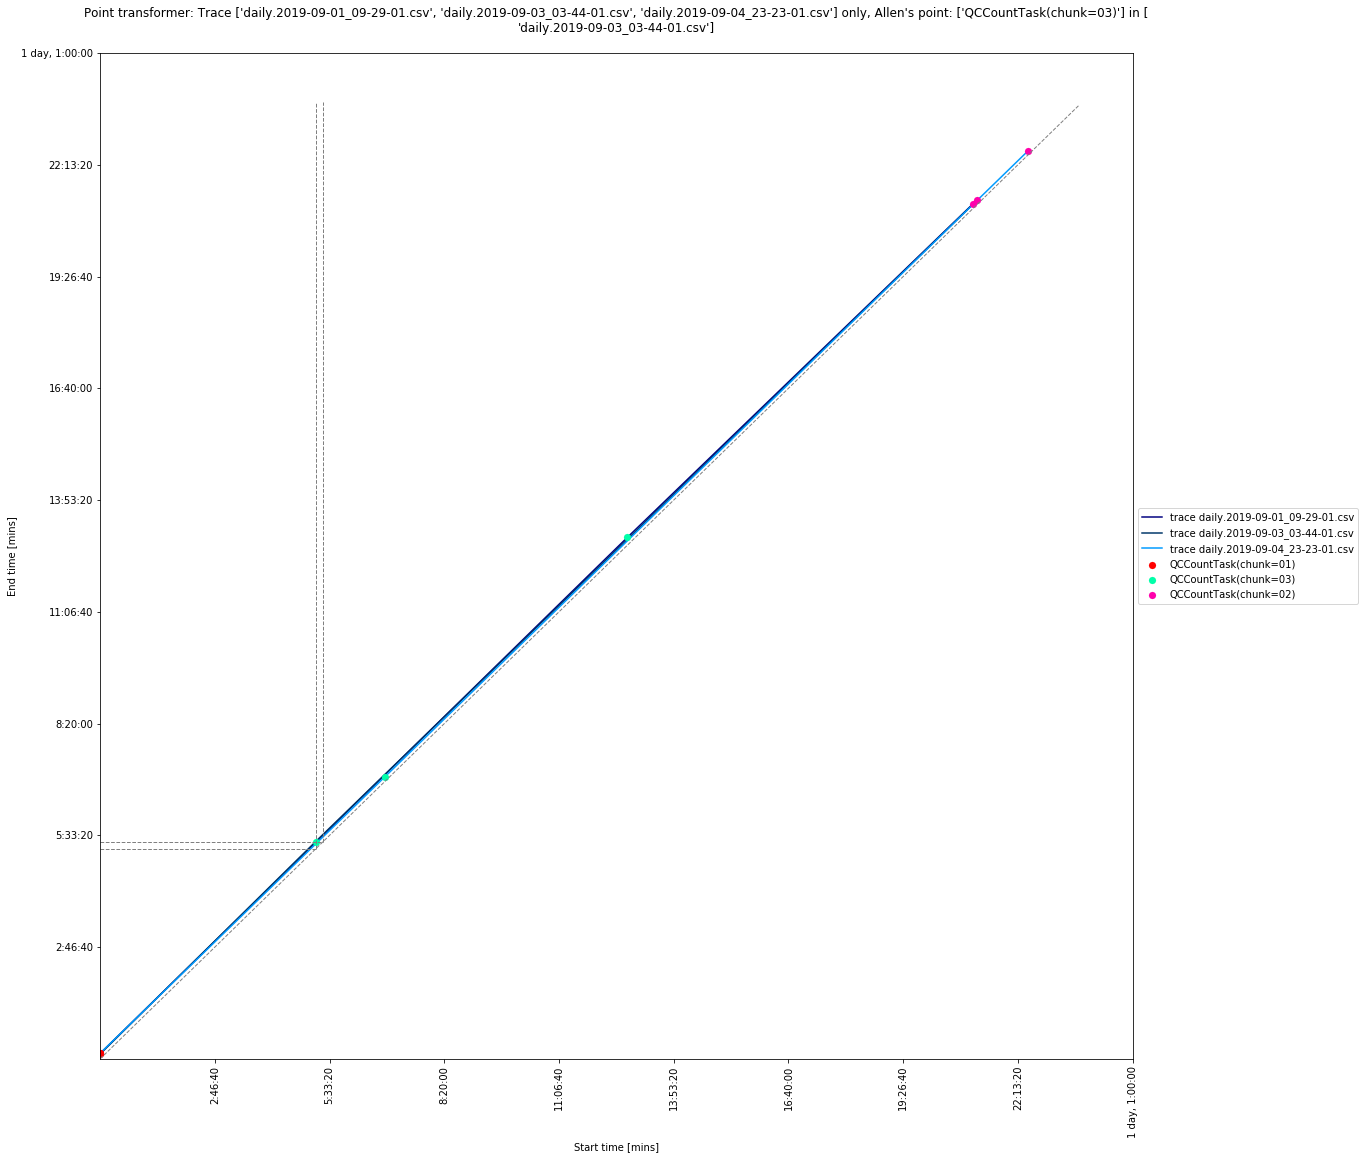 Point transformer: Trace ['daily.2019-09-01_09-29-01.csv', 'daily.2019-09-03_03-44-01.csv', 'daily.2019-09-04_23-23-01.csv'] only, Allen's point: ['QCCountTask(chunk=03)'] in [
'daily.2019-09-03_03-44-01.csv']
1 day, 1:00:00
22:13:20
19:26:40
16:40:00
13:53:20
11:06:40
8:20:00
5:33:20
2:46:40
End time [mins]
trace daily.2019-09-01_09-29-01.csv
trace daily.2019-09-03_03-44-01.csv
trace daily.2019-09-04_23-23-01.csv
QCCountTask(chunk=01)
QCCountTask(chunk=03)
QCCountTask(chunk=02)
2:46:40
5:33:20
8:20:00
11:06:40
13:53:20
16:40:00
19:26:40
22:13:20
1 day, 1:00:00
Start time [mins]